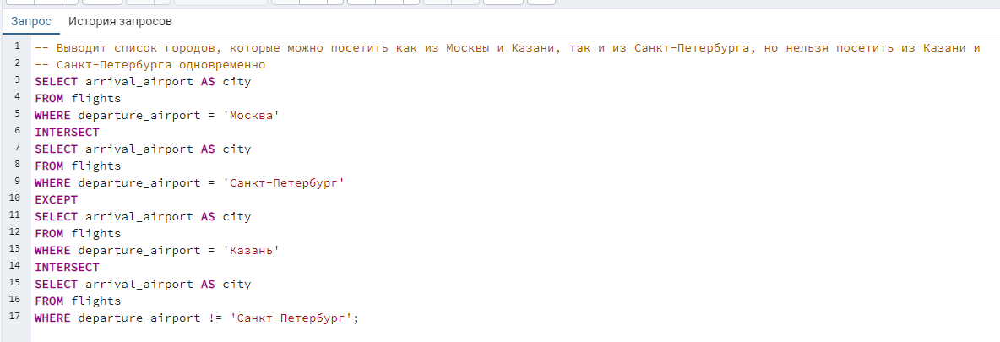 Запрос История запросов
1 -- Выводит список городов, которые можно посетить как из Москвы и Казани, так и из Санкт-Петербурга, но нельзя посетить из Казани и
2 -- Санкт-Петербурга одновременно
3 SELECT arrival_airport AS city
4 FROM flights
5 WHERE departure_airport = 'Москва'
6 INTERSECT
7 SELECT arrival_airport AS city
8 FROM flights
9 WHERE departure_airport = 'Санкт-Петербург'
10 EXCEPT
11 SELECT arrival_airport AS city
12 FROM flights
13 WHERE departure_airport = 'Казань'
14 INTERSECT
15 SELECT arrival_airport AS city
16 FROM flights
17 WHERE departure_airport != 'Санкт-Петербург';